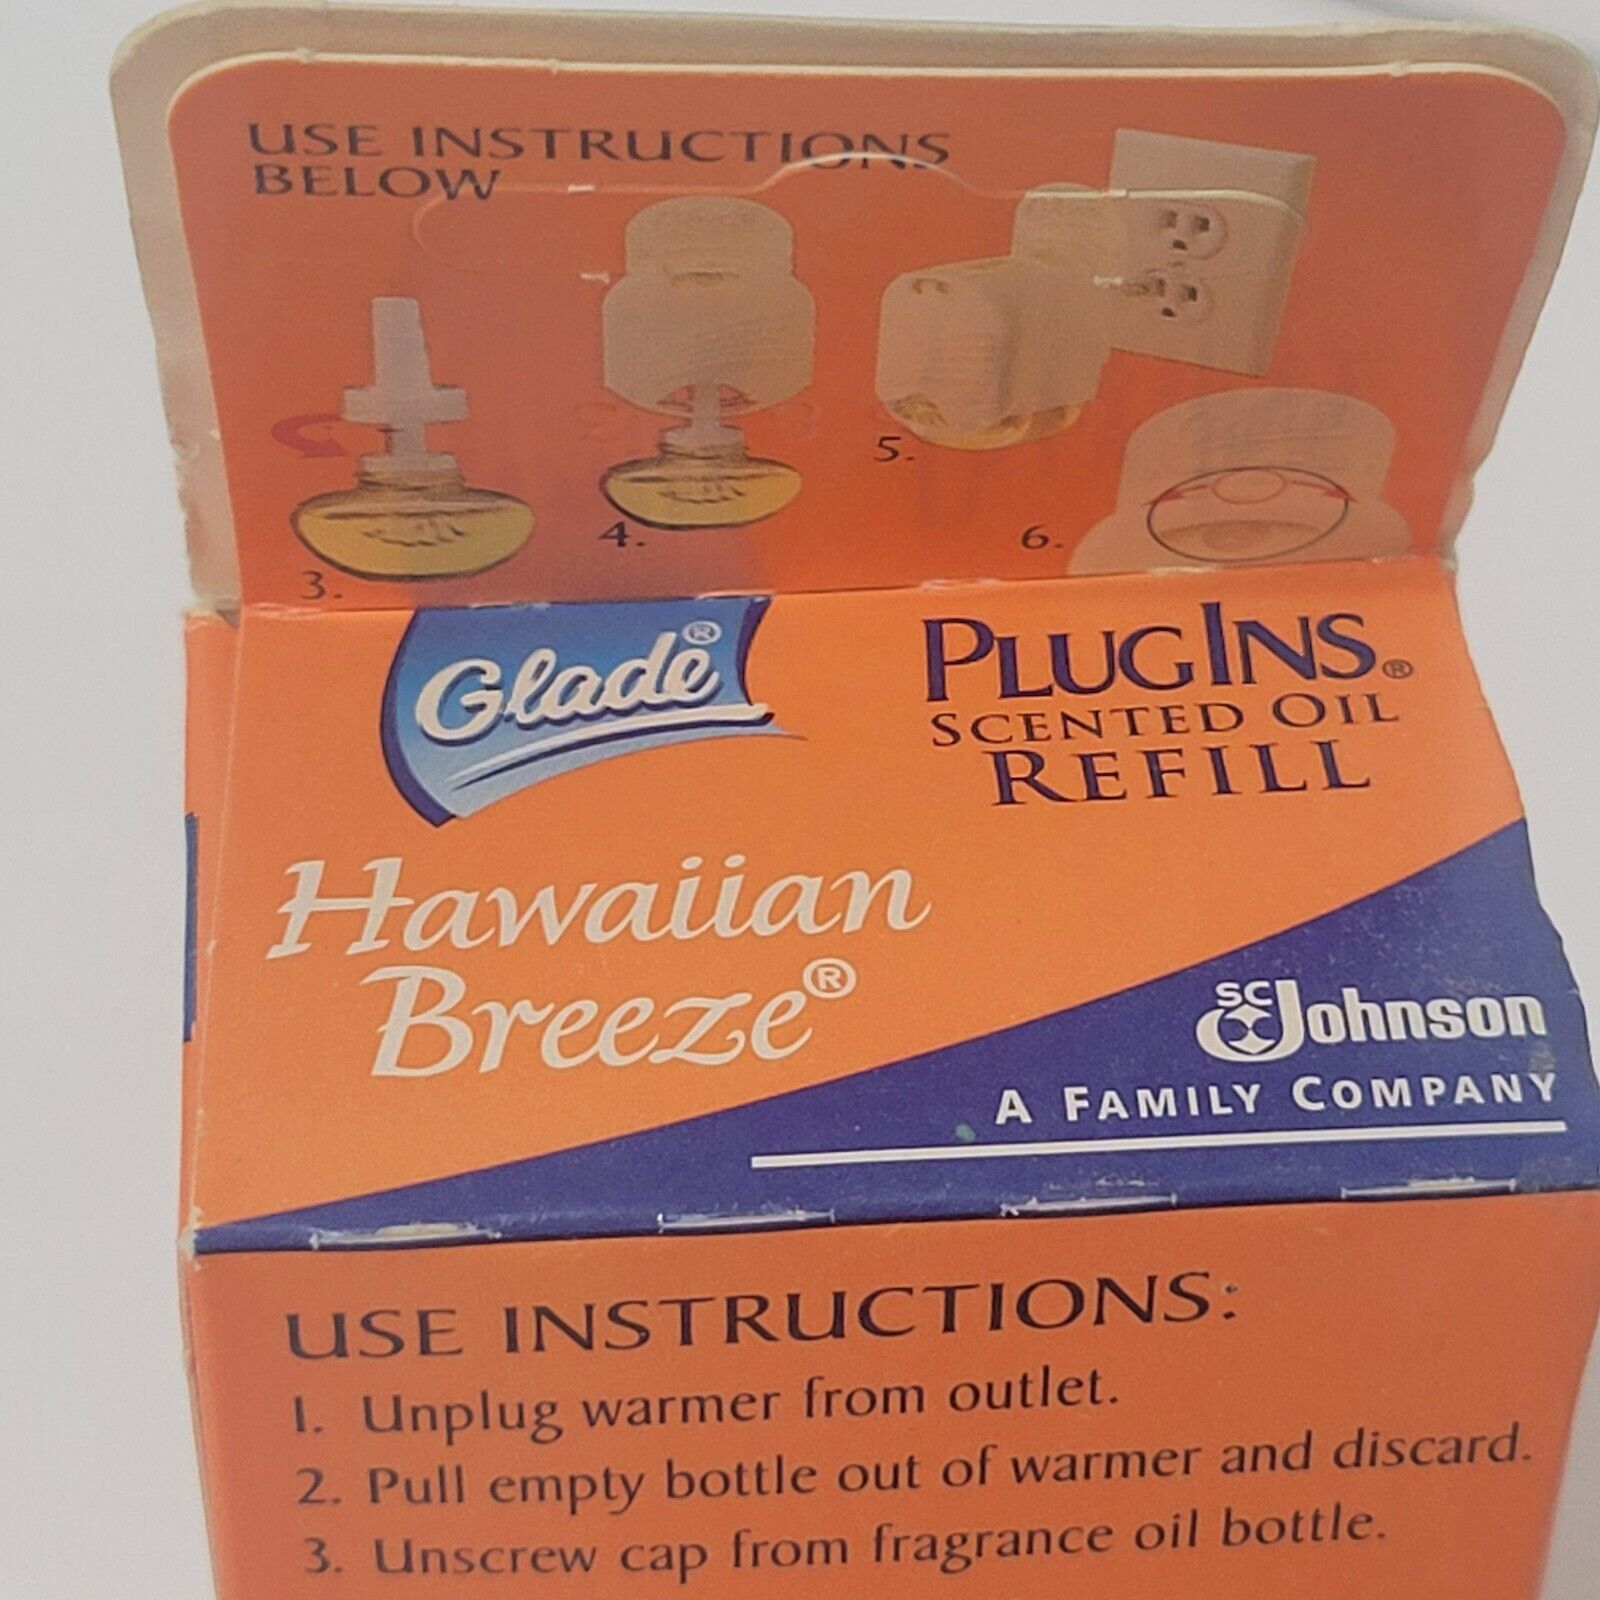 USE INSTRUCTIONS
BELOW
3.
4.
5.
6.
Glade®
PLUGINS®
SCENTED OIL
REFILL
Hawaiian
Breeze®
SC Johnson
A FAMILY COMPANY
USE INSTRUCTIONS:
1. Unplug warmer from outlet.
2. Pull empty bottle out of warmer and discard.
3. Unscrew cap from fragrance oil bottle.